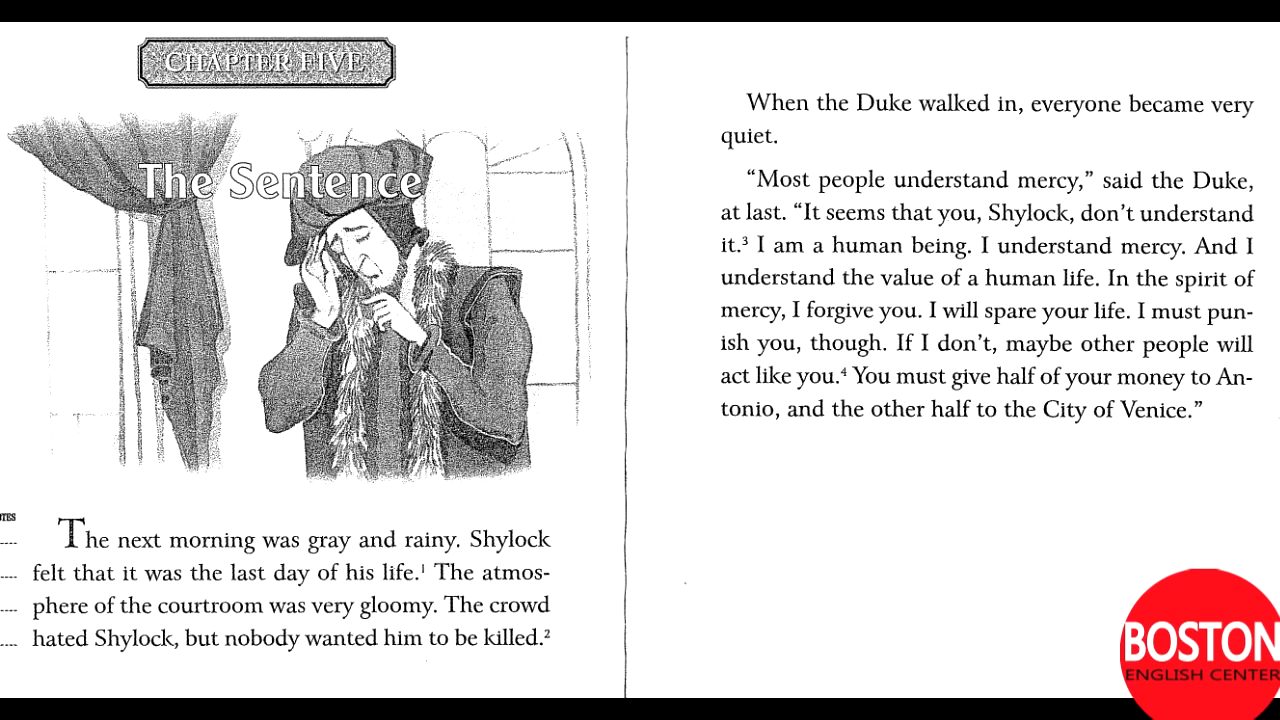 CHAPTER FIVE
The Sentence
The next morning was gray and rainy. Shylock
felt that it was the last day of his life.¹ The atmos-
phere of the courtroom was very gloomy. The crowd
hated Shylock, but nobody wanted him to be killed.²
When the Duke walked in, everyone became very
quiet.
“Most people understand mercy,” said the Duke,
at last. “It seems that you, Shylock, don’t understand
it.³ I am a human being. I understand mercy. And I
understand the value of a human life. In the spirit of
mercy, I forgive you. I will spare your life. I must pun-
ish you, though. If I don’t, maybe other people will
act like you.⁴ You must give half of your money to An-
tonio, and the other half to the City of Venice.”
BOSTON
ENGLISH CENTER